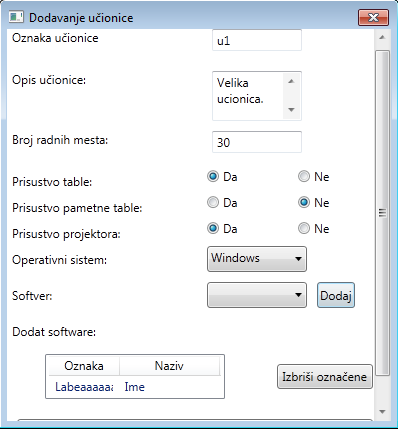 Dodavanje učionice
Oznaka učionice u1
Opis učionice: Velika
ucionica.
Broj radnih mesta: 30
Prisustvo table: Da Ne
Prisustvo pametne table: Da Ne
Prisustvo projektora: Da Ne
Operativni sistem: Windows
Softver: Dodaj
Dodat software:
Oznaka Naziv
Labeaaaaaa Ime
Izbriši označene